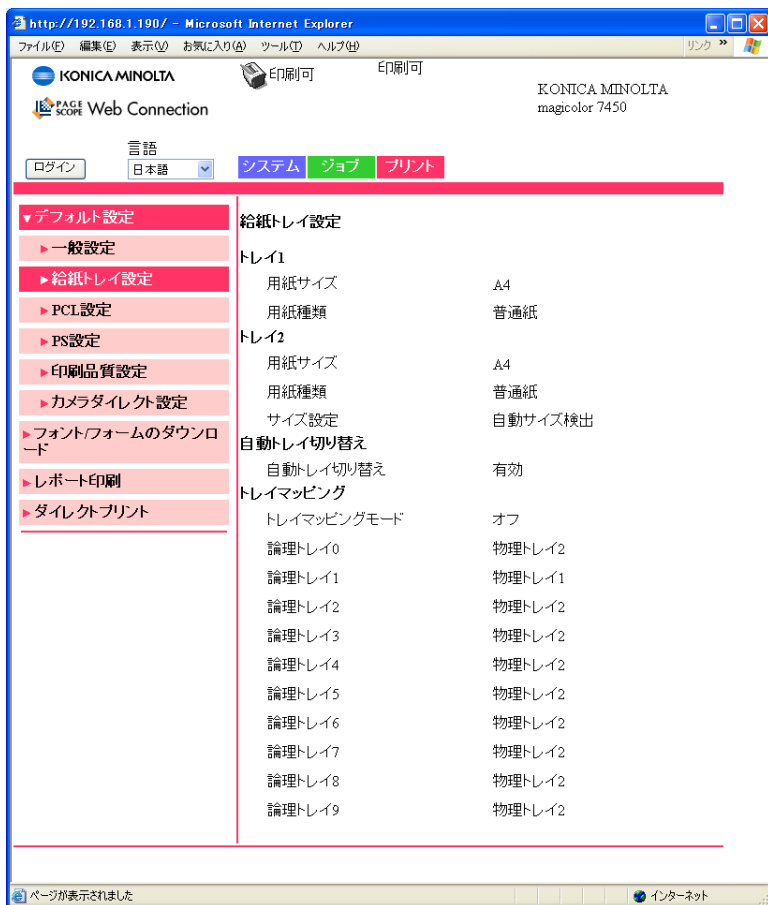 http://192.168.1.190/ - Microsoft Internet Explorer
ファイル(F) 編集(E) 表示(V) お気に入り(A) ツール(T) ヘルプ(H) リンク »
KONICA MINOLTA
印刷可 印刷可
KONICA MINOLTA
magicolor 7450
PAGE SCOPE Web Connection
言語
ログイン 日本語 システム ジョブ プリント
▼デフォルト設定
▶一般設定
▶給紙トレイ設定
▶PCL設定
▶PS設定
▶印刷品質設定
▶カメラダイレクト設定
▶フォント/フォームのダウンロ
ード
▶レポート印刷
▶ダイレクトプリント
給紙トレイ設定
トレイ1
用紙サイズ A4
用紙種類 普通紙
トレイ2
用紙サイズ A4
用紙種類 普通紙
サイズ設定 自動サイズ検出
自動トレイ切り替え
自動トレイ切り替え 有効
トレイマッピング
トレイマッピングモード オフ
論理トレイ0 物理トレイ2
論理トレイ1 物理トレイ1
論理トレイ2 物理トレイ2
論理トレイ3 物理トレイ2
論理トレイ4 物理トレイ2
論理トレイ5 物理トレイ2
論理トレイ6 物理トレイ2
論理トレイ7 物理トレイ2
論理トレイ8 物理トレイ2
論理トレイ9 物理トレイ2
ページが表示されました インターネット